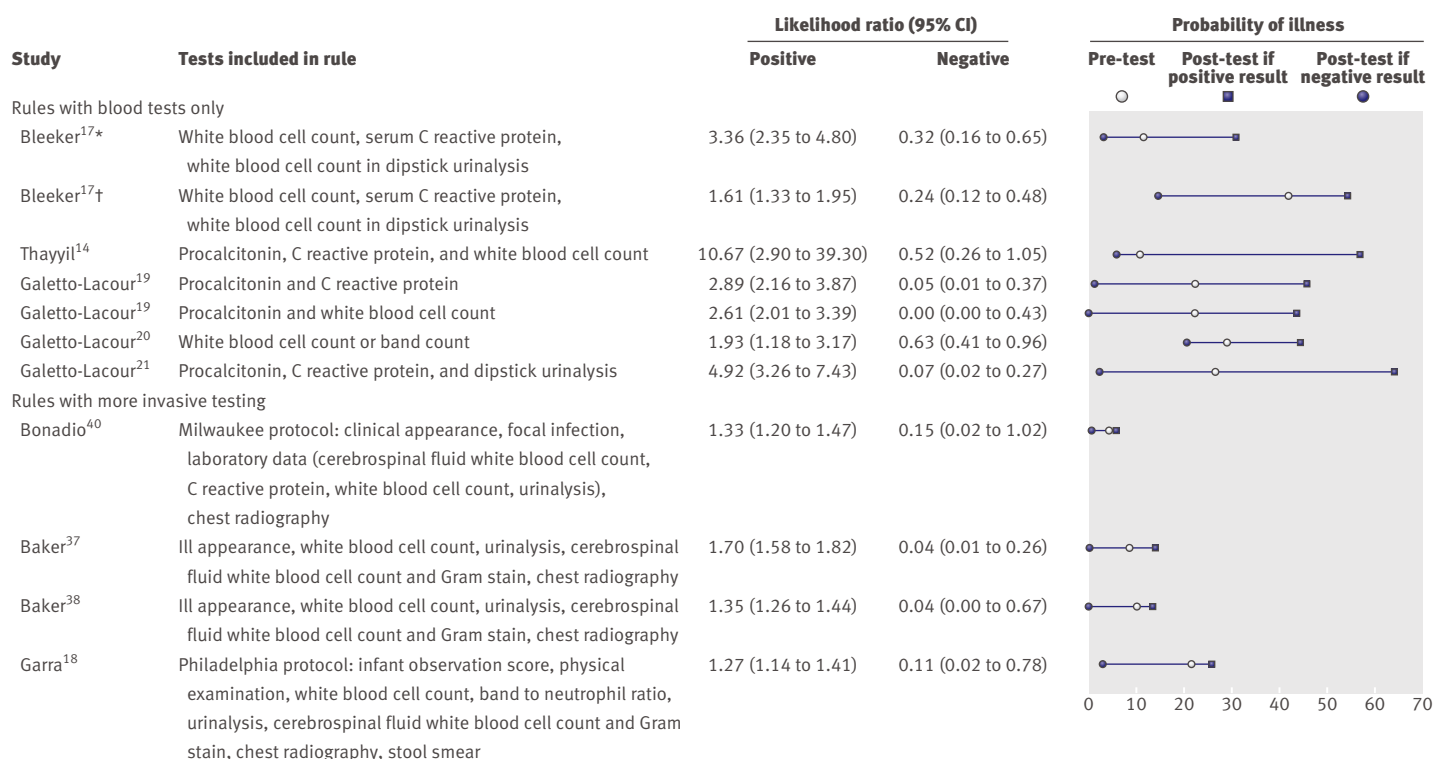 Likelihood ratio (95% CI) Probability of illness
Study Tests included in rule Positive Negative Pre-test Post-test if positive result Post-test if negative result
Rules with blood tests only
Bleeker17* White blood cell count, serum C reactive protein, 3.36 (2.35 to 4.80) 0.32 (0.16 to 0.65)
white blood cell count in dipstick urinalysis
Bleeker17† White blood cell count, serum C reactive protein, 1.61 (1.33 to 1.95) 0.24 (0.12 to 0.48)
white blood cell count in dipstick urinalysis
Thayyil14 Procalcitonin, C reactive protein, and white blood cell count 10.67 (2.90 to 39.30) 0.52 (0.26 to 1.05)
Galetto-Lacour19 Procalcitonin and C reactive protein 2.89 (2.16 to 3.87) 0.05 (0.01 to 0.37)
Galetto-Lacour19 Procalcitonin and white blood cell count 2.61 (2.01 to 3.39) 0.00 (0.00 to 0.43)
Galetto-Lacour20 White blood cell count or band count 1.93 (1.18 to 3.17) 0.63 (0.41 to 0.96)
Galetto-Lacour21 Procalcitonin, C reactive protein, and dipstick urinalysis 4.92 (3.26 to 7.43) 0.07 (0.02 to 0.27)
Rules with more invasive testing
Bonadio40 Milwaukee protocol: clinical appearance, focal infection, 1.33 (1.20 to 1.47) 0.15 (0.02 to 1.02)
laboratory data (cerebrospinal fluid white blood cell count,
C reactive protein, white blood cell count, urinalysis),
chest radiography
Baker37 Ill appearance, white blood cell count, urinalysis, cerebrospinal 1.70 (1.58 to 1.82) 0.04 (0.01 to 0.26)
fluid white blood cell count and Gram stain, chest radiography
Baker38 Ill appearance, white blood cell count, urinalysis, cerebrospinal 1.35 (1.26 to 1.44) 0.04 (0.00 to 0.67)
fluid white blood cell count and Gram stain, chest radiography
Garra18 Philadelphia protocol: infant observation score, physical 1.27 (1.14 to 1.41) 0.11 (0.02 to 0.78)
examination, white blood cell count, band to neutrophil ratio,
urinalysis, cerebrospinal fluid white blood cell count and Gram
stain, chest radiography, stool smear
0 10 20 30 40 50 60 70